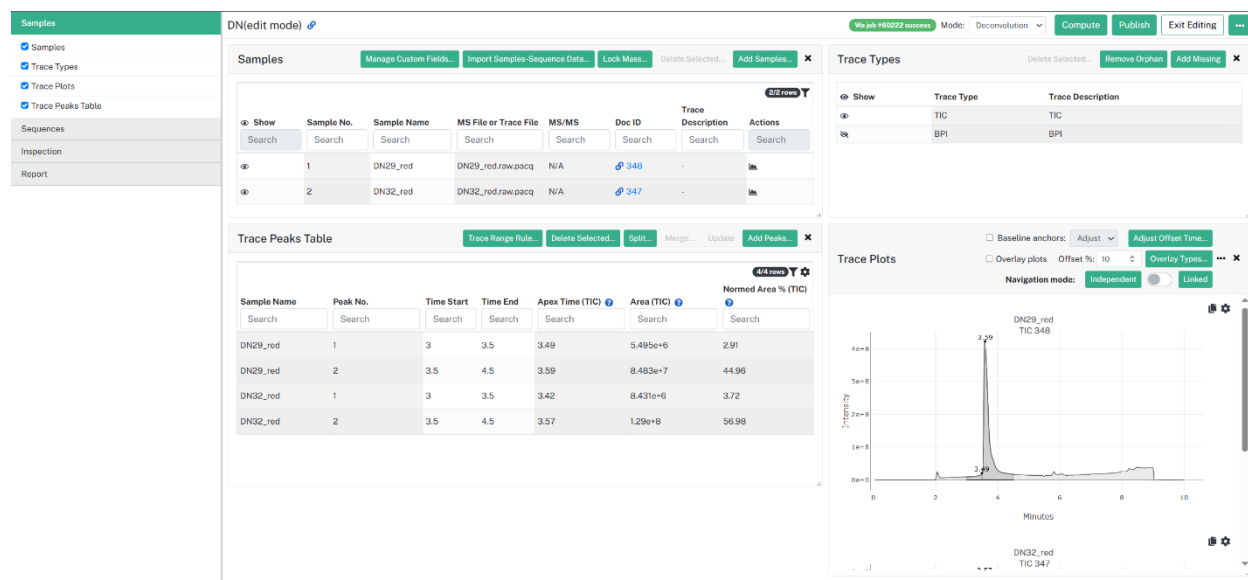 Samples
Samples
Trace Types
Trace Plots
Trace Peaks Table
Sequences
Inspection
Report
DN(edit mode)
Wa job #60222 success Mode: Deconvolution Compute Publish Exit Editing
Samples Manage Custom Fields... Import Samples-Sequence Data... Lock Mass... Delete Selected... Add Samples...
2/2 rows
Show Sample No. Sample Name MS File or Trace File MS/MS Doc ID Trace Description Actions
Search Search Search Search Search Search Search Search
1 DN29_red DN29_red.raw.pacq N/A 348 -
2 DN32_red DN32_red.raw.pacq N/A 347 -
Trace Types Delete Selected... Remove Orphan Add Missing
Show Trace Type Trace Description
TIC TIC
BPI BPI
Trace Peaks Table Trace Range Rule... Delete Selected... Split... Merge... Update Add Peaks...
4/4 rows
Sample Name Peak No. Time Start Time End Apex Time (TIC) Area (TIC) Normed Area % (TIC)
Search Search Search Search Search Search Search
DN29_red 1 3 3.5 3.49 5.495e+6 2.91
DN29_red 2 3.5 4.5 3.59 8.483e+7 44.96
DN32_red 1 3 3.5 3.42 8.431e+6 3.72
DN32_red 2 3.5 4.5 3.57 1.29e+8 56.98
Trace Plots
Baseline anchors: Adjust Adjust Offset Time...
Overlay plots Offset %: 10 Overlay Types...
Navigation mode: Independent Linked
DN29_red
TIC 348
3.59
4e+8
3e+8
2e+8
1e+8
0e+0
Intensity
3.49
0 2 4 6 8 10
Minutes
DN32_red
TIC 347